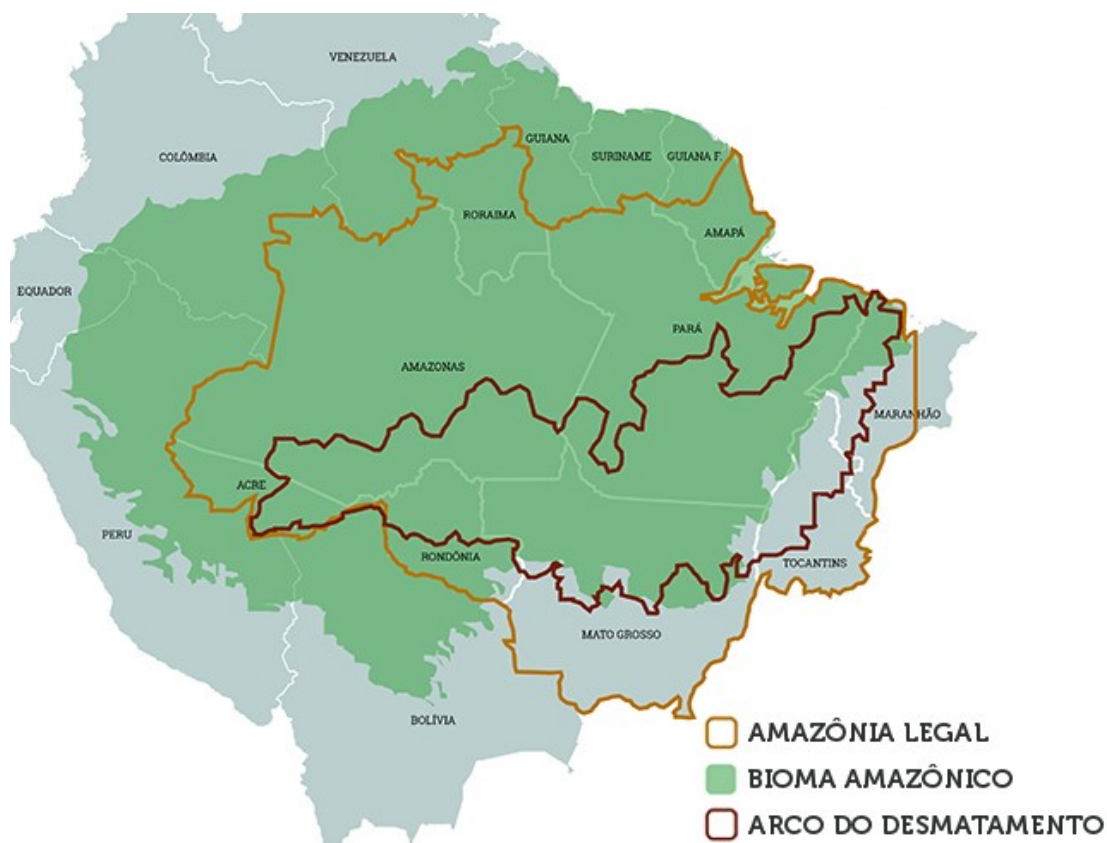 VENEZUELA
COLÔMBIA
GUIANA
SURINAME
GUIANA F.
RORAIMA
AMAPÁ
EQUADOR
PARÁ
AMAZONAS
MARANHÃO
ACRE
PERU
RONDÔNIA
TOCANTINS
MATO GROSSO
BOLÍVIA
AMAZÔNIA LEGAL
BIOMA AMAZÔNICO
ARCO DO DESMATAMENTO